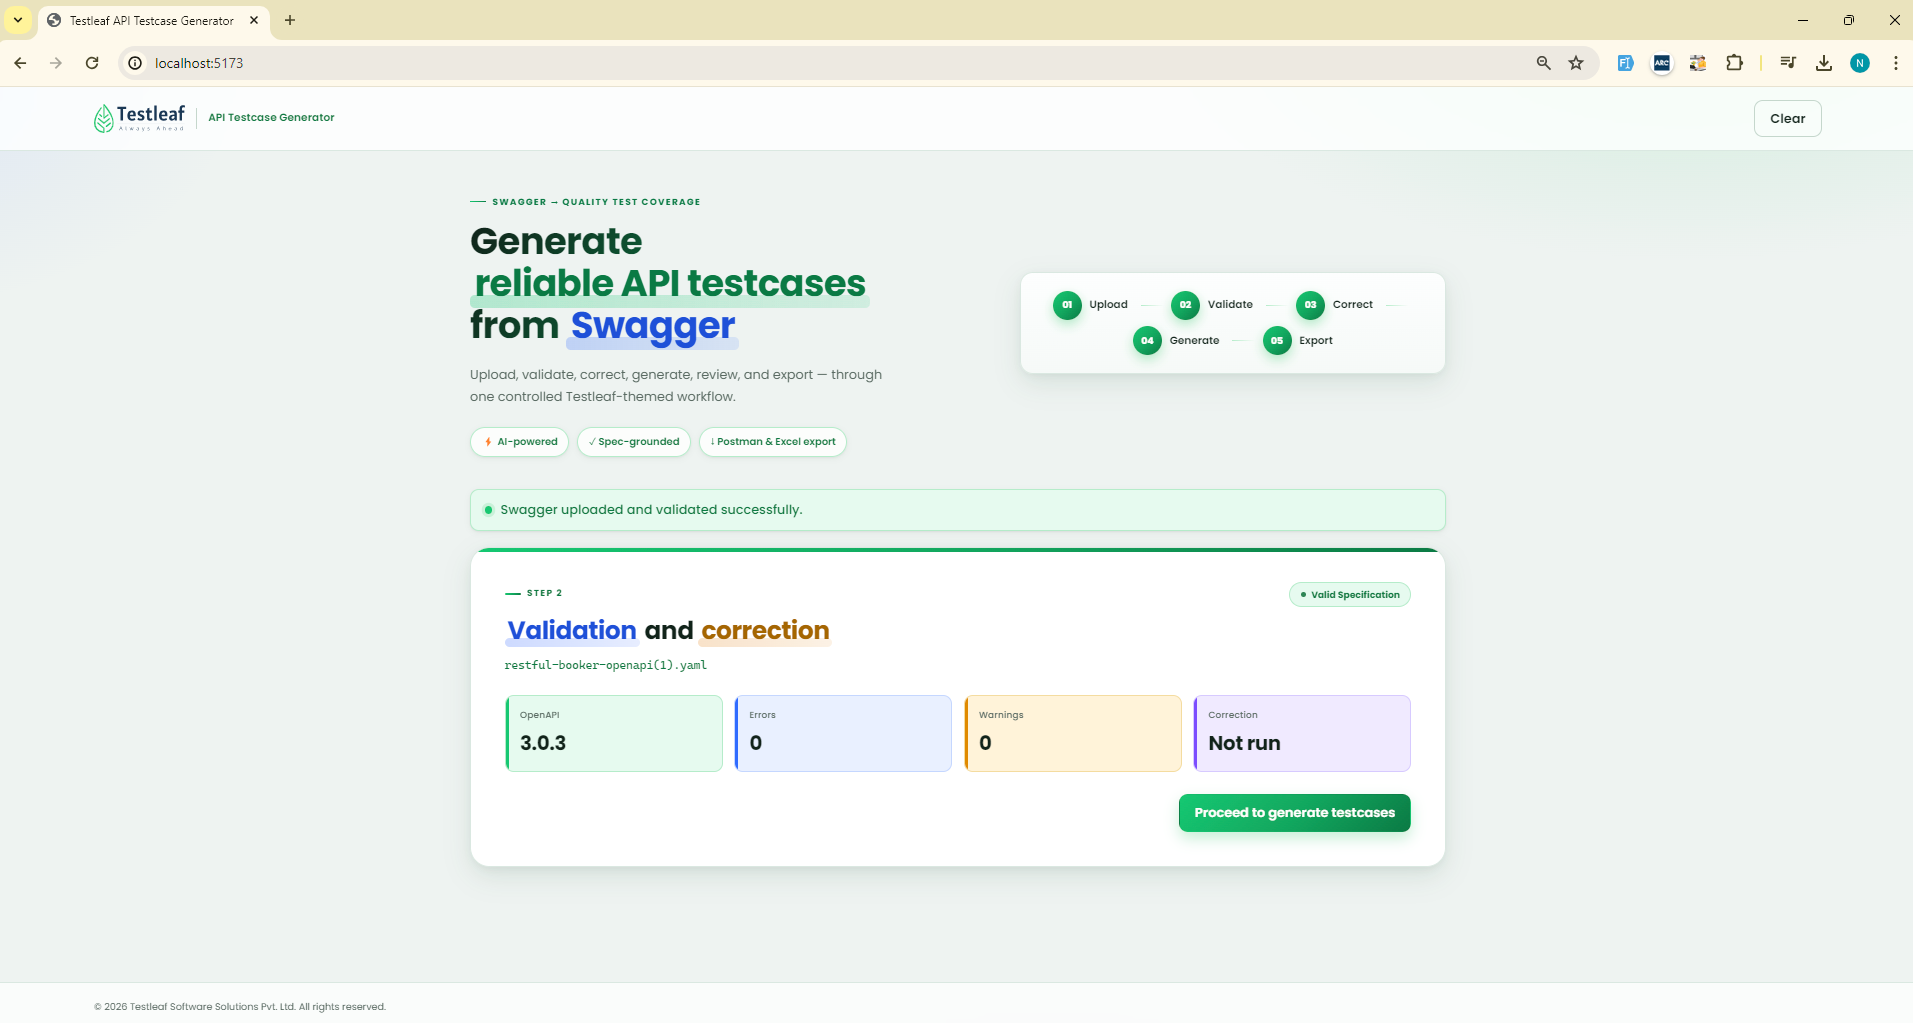 Testleaf API Testcase Generator
localhost:5173
FI
ARC
N
Testleaf
Always Ahead
API Testcase Generator
Clear
SWAGGER → QUALITY TEST COVERAGE
Generate
reliable API testcases
from Swagger
Upload, validate, correct, generate, review, and export — through
one controlled Testleaf-themed workflow.
AI-powered
✓ Spec-grounded
↓ Postman & Excel export
01 Upload
02 Validate
03 Correct
04 Generate
05 Export
Swagger uploaded and validated successfully.
STEP 2
Valid Specification
Validation and correction
restful-booker-openapi(1).yaml
OpenAPI
3.0.3
Errors
0
Warnings
0
Correction
Not run
Proceed to generate testcases
© 2026 Testleaf Software Solutions Pvt. Ltd. All rights reserved.